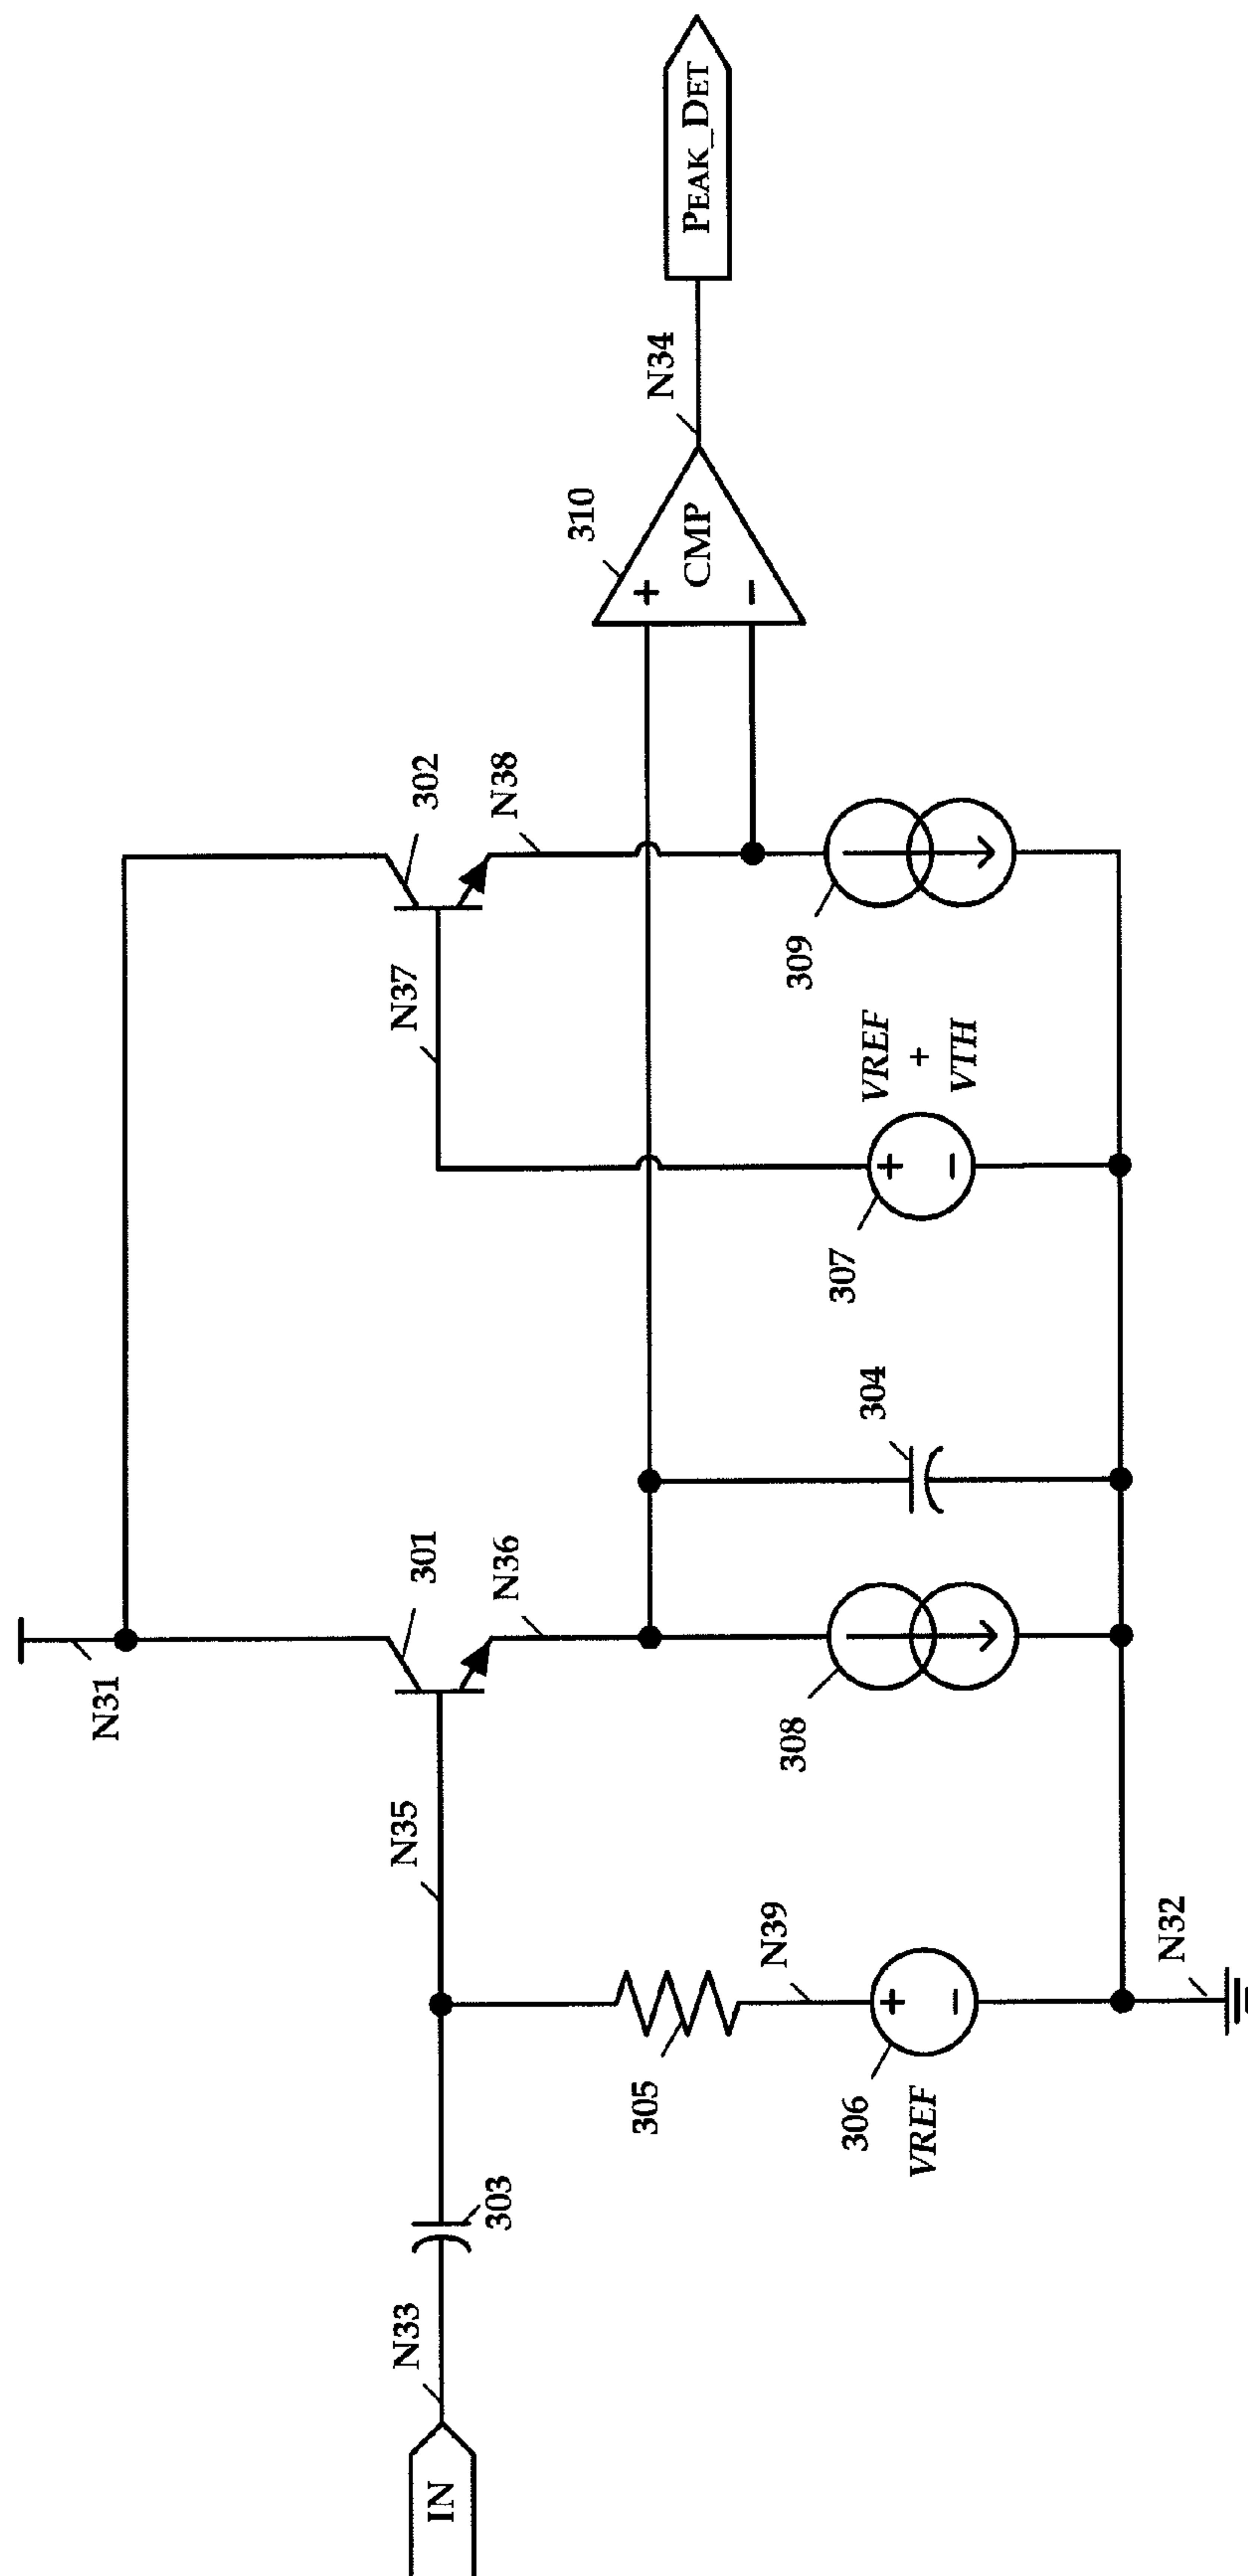 IN
N33
303
N35
305
N39
306
VREF
N32
N31
301
N36
308
304
307
VREF
+
VTH
N37
302
N38
309
310
+
CMP
−
N34
PEAK_DET
+
−
+
−